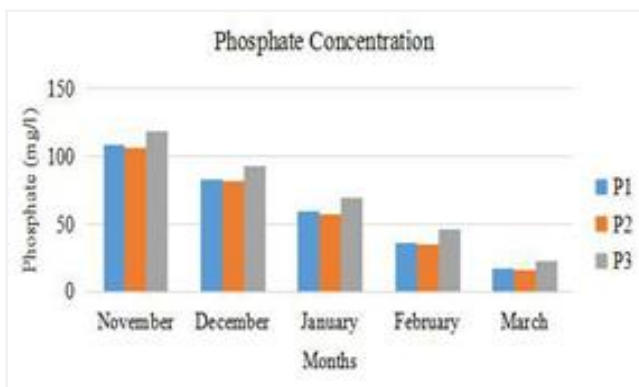 Phosphate Concentration
150
100
50
0
Phosphate (mg/l)
November December January February March
Months
P1
P2
P3